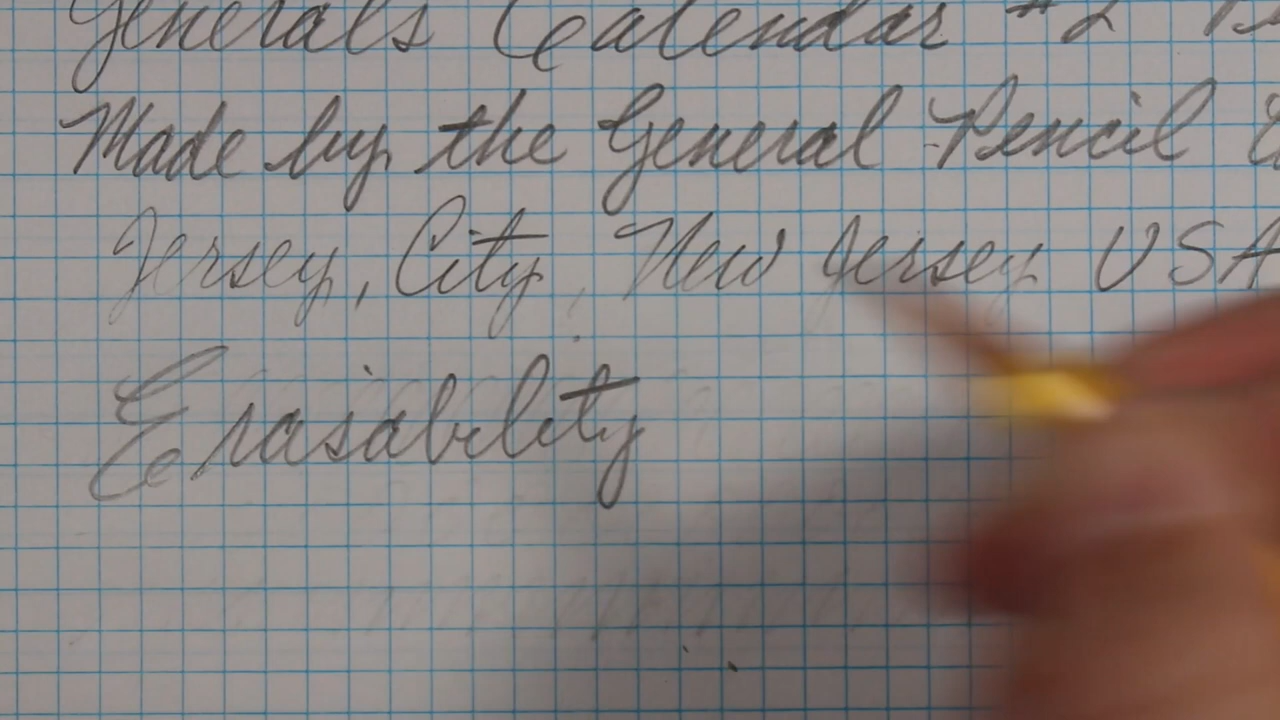 Generals Calendar #2
Made by the General Pencil
Jersey, City, New Jersey USA
Erasability